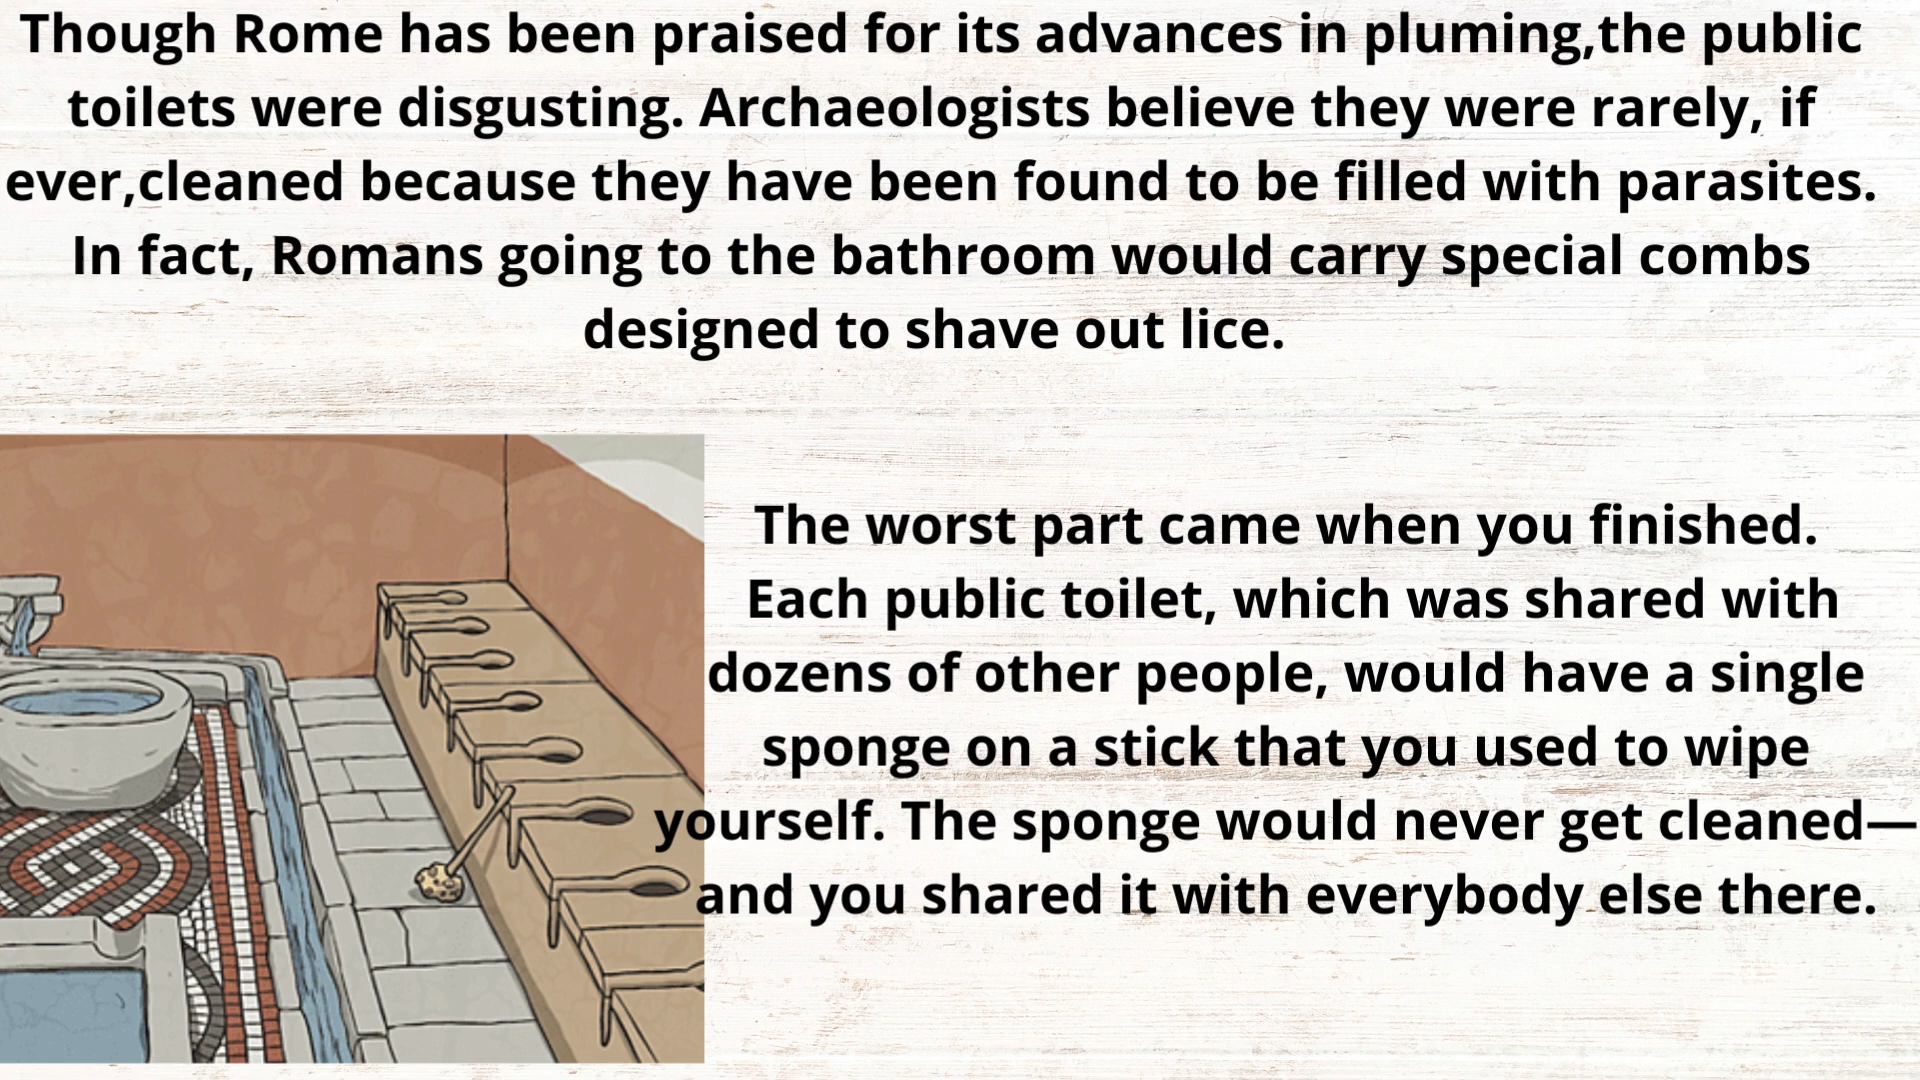 Though Rome has been praised for its advances in pluming,the public
toilets were disgusting. Archaeologists believe they were rarely, if
ever,cleaned because they have been found to be filled with parasites.
In fact, Romans going to the bathroom would carry special combs
designed to shave out lice.
The worst part came when you finished.
Each public toilet, which was shared with
dozens of other people, would have a single
sponge on a stick that you used to wipe
yourself. The sponge would never get cleaned—
and you shared it with everybody else there.